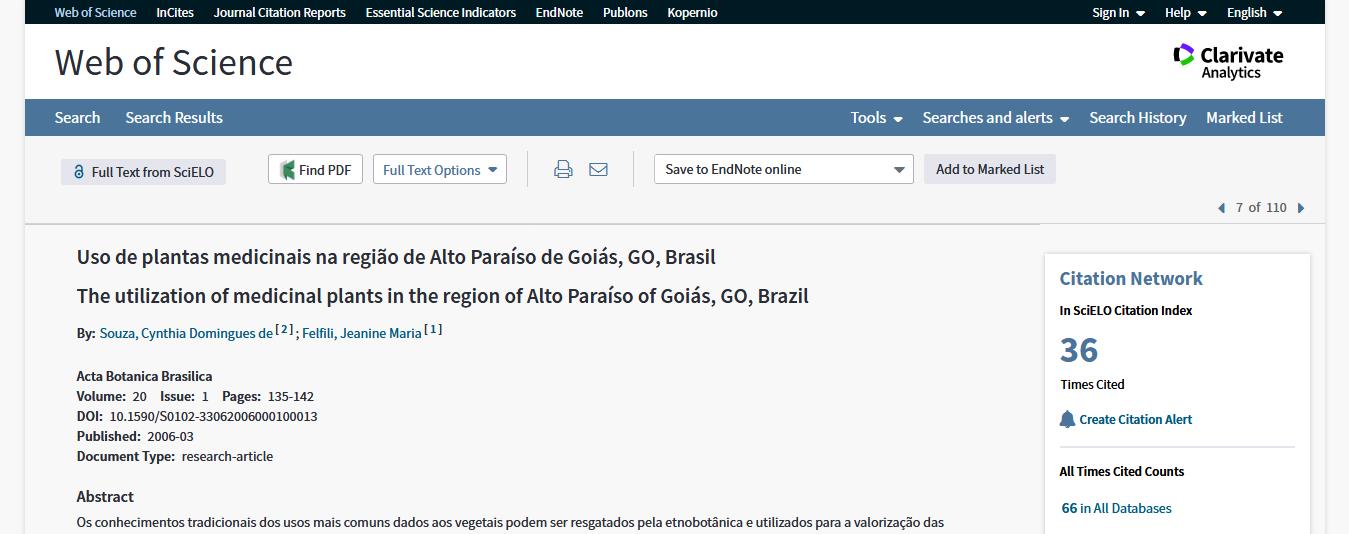 Web of Science InCites Journal Citation Reports Essential Science Indicators EndNote Publons Kopernio Sign In Help English
Web of Science
Clarivate
Analytics
Search Search Results Tools Searches and alerts Search History Marked List
Full Text from SciELO Find PDF Full Text Options Save to EndNote online Add to Marked List
7 of 110
Uso de plantas medicinais na região de Alto Paraíso de Goiás, GO, Brasil
The utilization of medicinal plants in the region of Alto Paraíso of Goiás, GO, Brazil
By: Souza, Cynthia Domingues de [ 2 ] ; Felfili, Jeanine Maria [ 1 ]
Acta Botanica Brasilica
Volume: 20 Issue: 1 Pages: 135-142
DOI: 10.1590/S0102-33062006000100013
Published: 2006-03
Document Type: research-article
Abstract
Os conhecimentos tradicionais dos usos mais comuns dados aos vegetais podem ser resgatados pela etnobotânica e utilizados para a valorização das
Citation Network
In SciELO Citation Index
36
Times Cited
Create Citation Alert
All Times Cited Counts
66 in All Databases